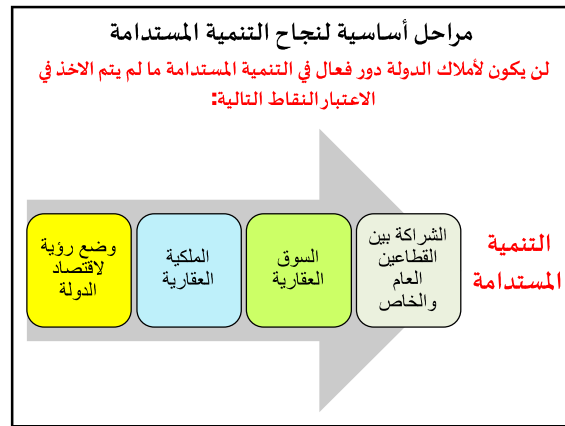 مراحل أساسية لنجاح التنمية المستدامة
لن يكون لأملاك الدولة دور فعال في التنمية المستدامة ما لم يتم الاخذ في
الاعتبار النقاط التالية:
وضع رؤية
لاقتصاد
الدولة
الملكية
العقارية
السوق
العقارية
الشراكة بين
القطاعين
العام
والخاص
التنمية
المستدامة